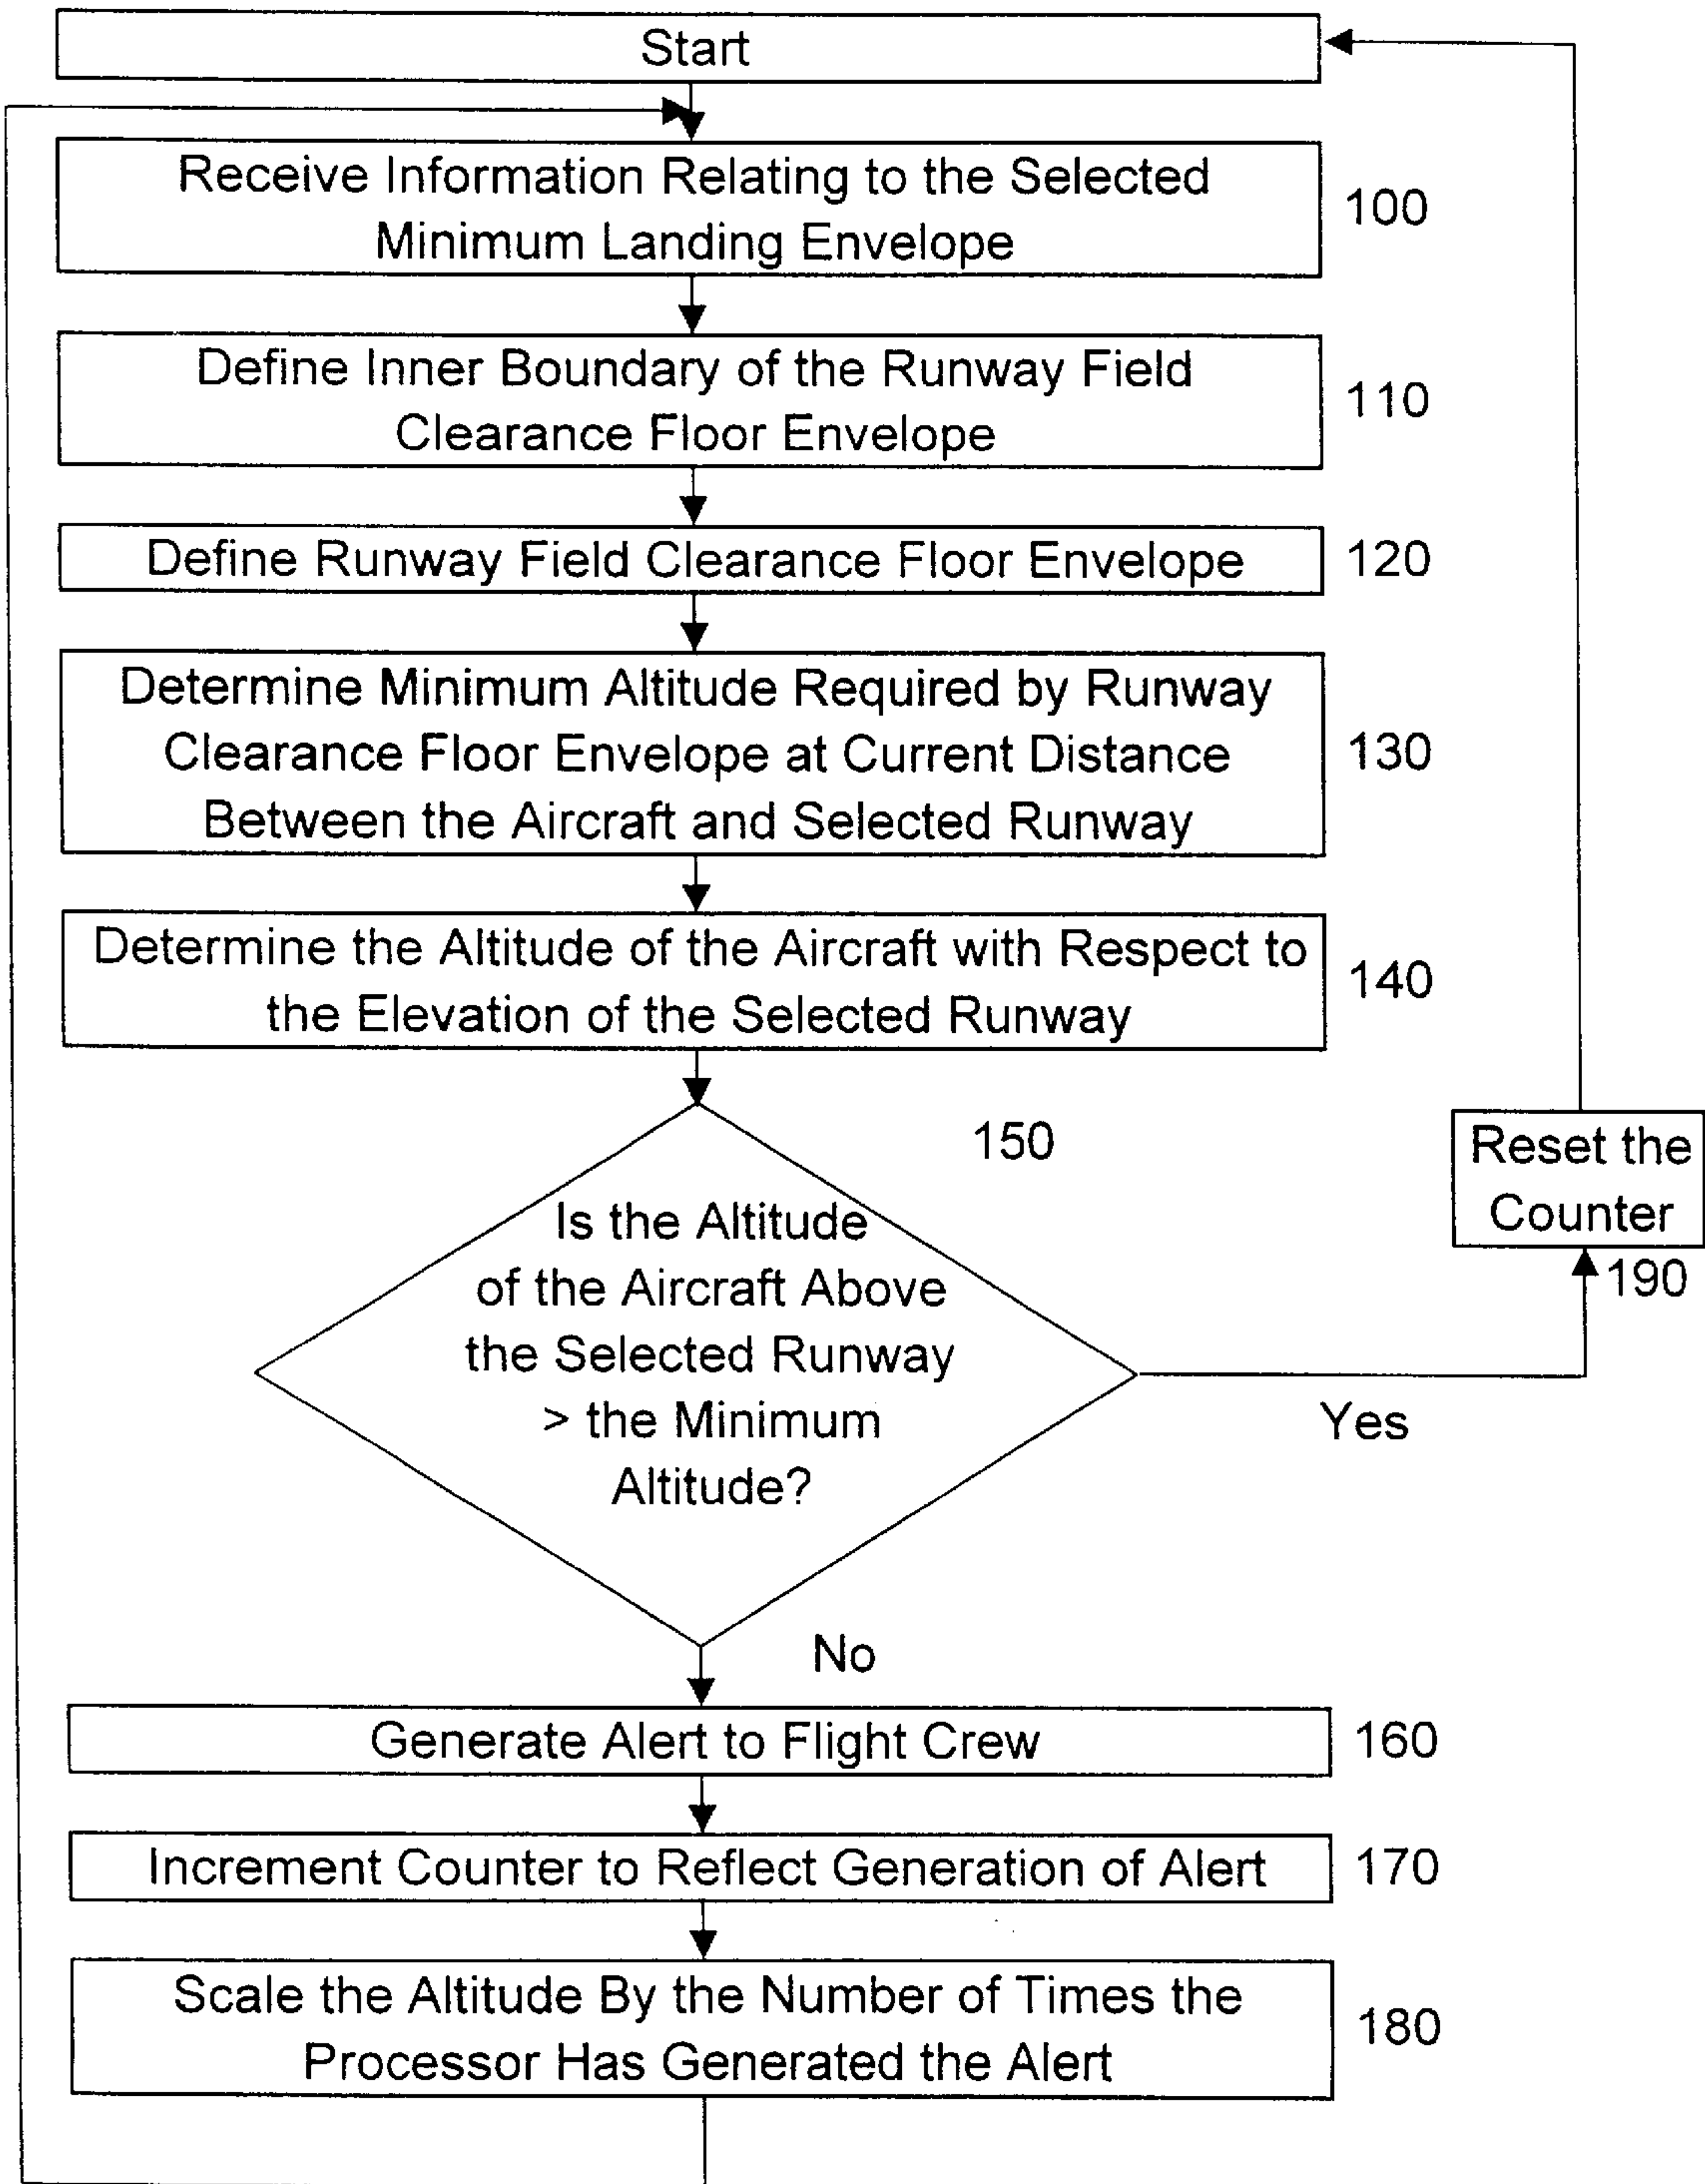 Start
Receive Information Relating to the Selected
Minimum Landing Envelope
100
Define Inner Boundary of the Runway Field
Clearance Floor Envelope
110
Define Runway Field Clearance Floor Envelope
120
Determine Minimum Altitude Required by Runway
Clearance Floor Envelope at Current Distance
Between the Aircraft and Selected Runway
130
Determine the Altitude of the Aircraft with Respect to
the Elevation of the Selected Runway
140
150
Is the Altitude
of the Aircraft Above
the Selected Runway
> the Minimum
Altitude?
Reset the
Counter
190
Yes
No
Generate Alert to Flight Crew
160
Increment Counter to Reflect Generation of Alert
170
Scale the Altitude By the Number of Times the
Processor Has Generated the Alert
180